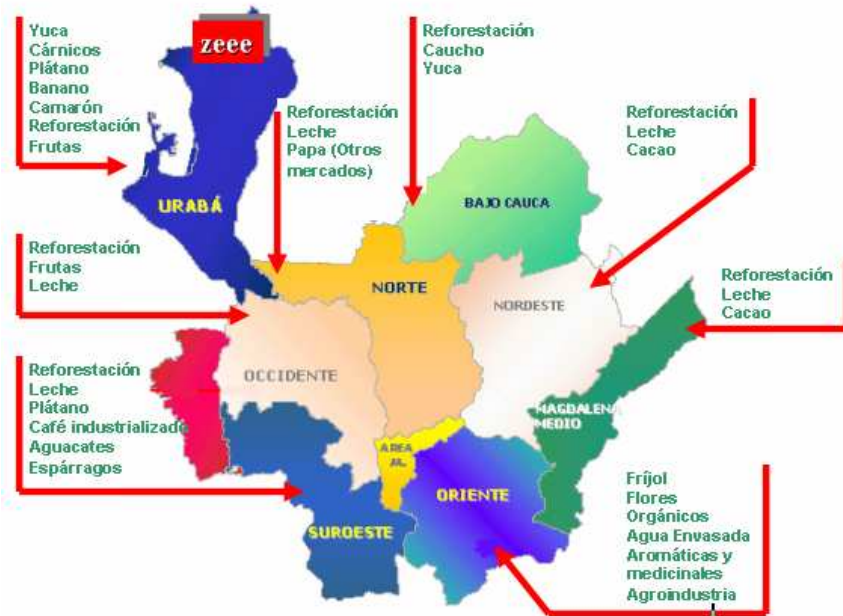 zeee
Yuca
Cárnicos
Plátano
Banano
Camarón
Reforestación
Frutas
Reforestación
Leche
Papa (Otros
mercados)
Reforestación
Caucho
Yuca
Reforestación
Leche
Cacao
URABÁ
BAJO CAUCA
Reforestación
Frutas
Leche
NORTE
NORDESTE
Reforestación
Leche
Cacao
OCCIDENTE
Reforestación
Leche
Plátano
Café industrializado
Aguacates
Espárragos
MAGDALENA
MEDIO
AREA
M.
ORIENTE
SUROESTE
Fríjol
Flores
Orgánicos
Agua Envasada
Aromáticas y
medicinales
Agroindustria